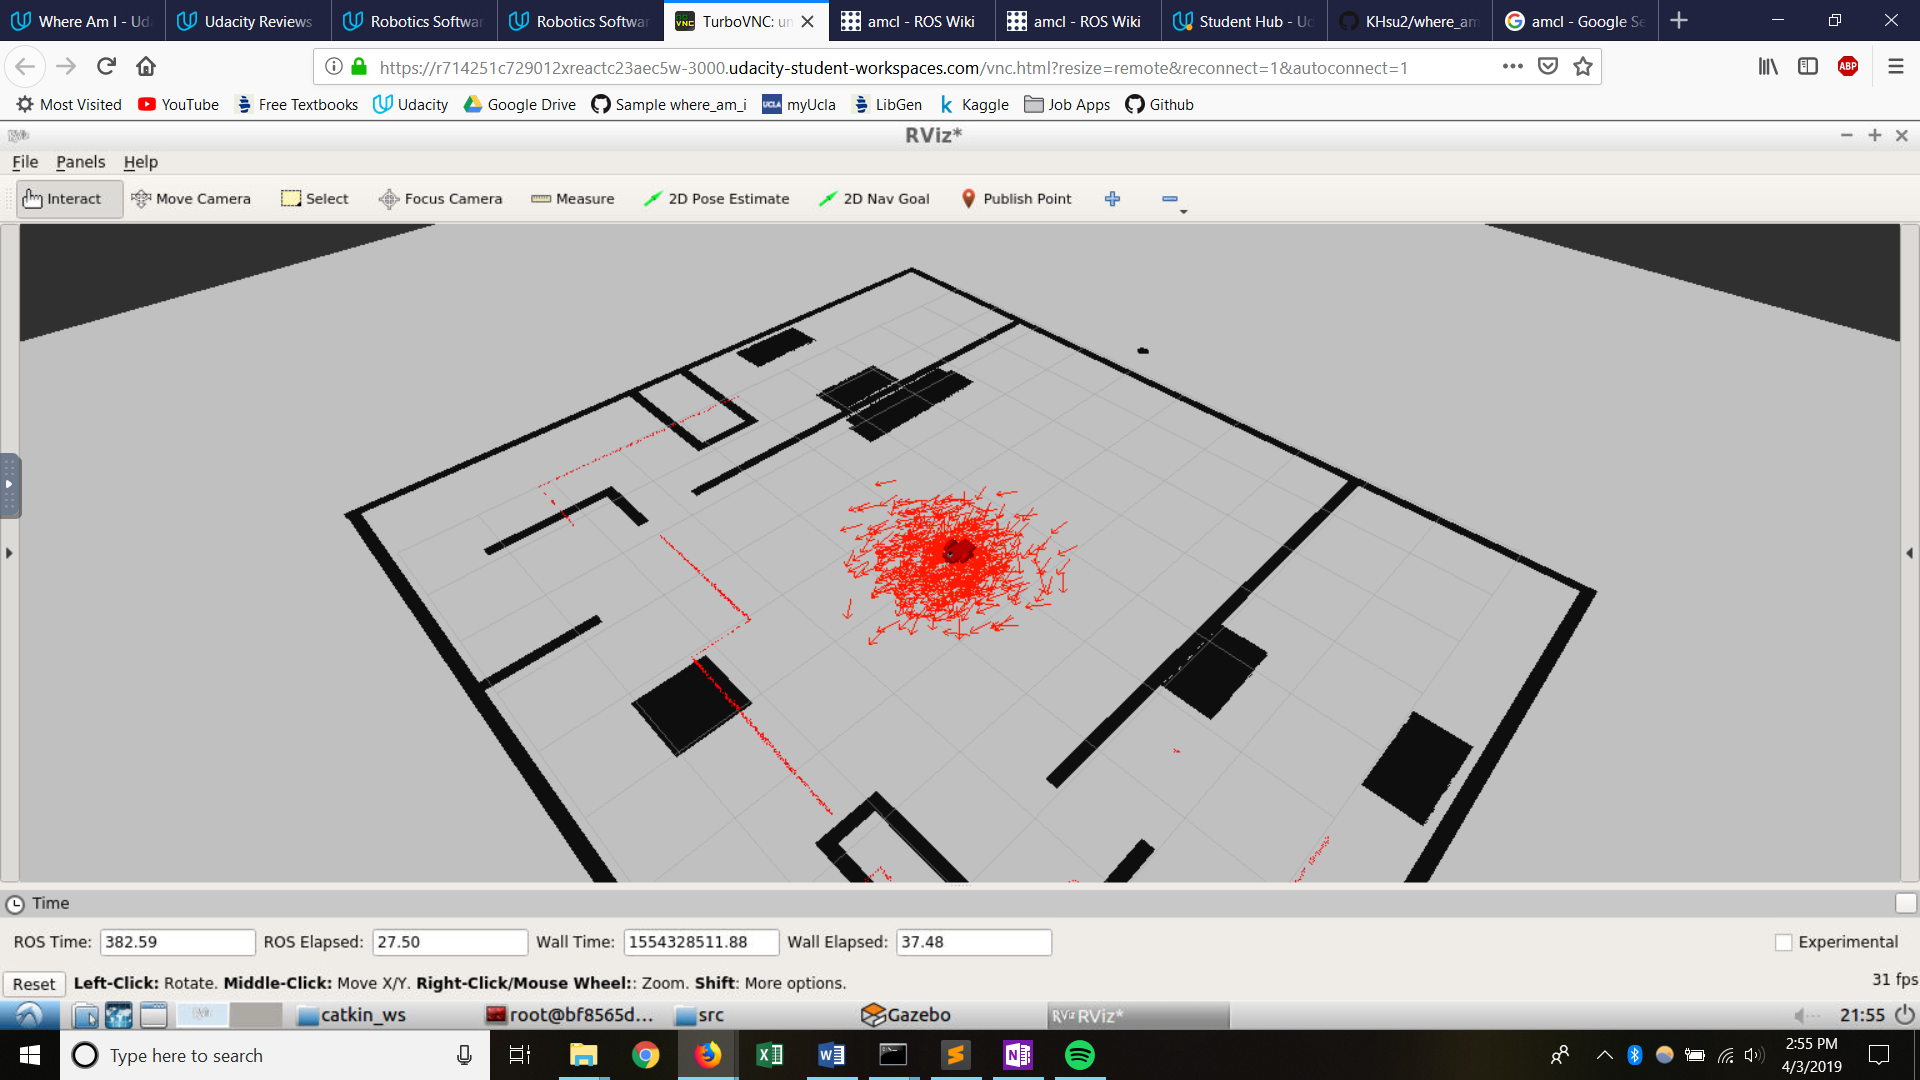 Where Am I - Ud
Udacity Reviews
Robotics Softwar
Robotics Softwar
TurboVNC: un
amcl - ROS Wiki
amcl - ROS Wiki
Student Hub - Ud
KHsu2/where_am
amcl - Google Se
https://r714251c729012xreactc23aec5w-3000.udacity-student-workspaces.com/vnc.html?resize=remote&reconnect=1&autoconnect=1
ABP
Most Visited YouTube Free Textbooks Udacity Google Drive Sample where_am_i UCLA myUcla LibGen Kaggle Job Apps Github
RViz RViz*
File Panels Help
Interact Move Camera Select Focus Camera Measure 2D Pose Estimate 2D Nav Goal Publish Point
Time
ROS Time: 382.59 ROS Elapsed: 27.50 Wall Time: 1554328511.88 Wall Elapsed: 37.48 Experimental
Reset Left-Click: Rotate. Middle-Click: Move X/Y. Right-Click/Mouse Wheel:: Zoom. Shift: More options. 31 fps
catkin_ws root@bf8565d... src Gazebo RViz RViz* 21:55
Type here to search
2:55 PM
4/3/2019